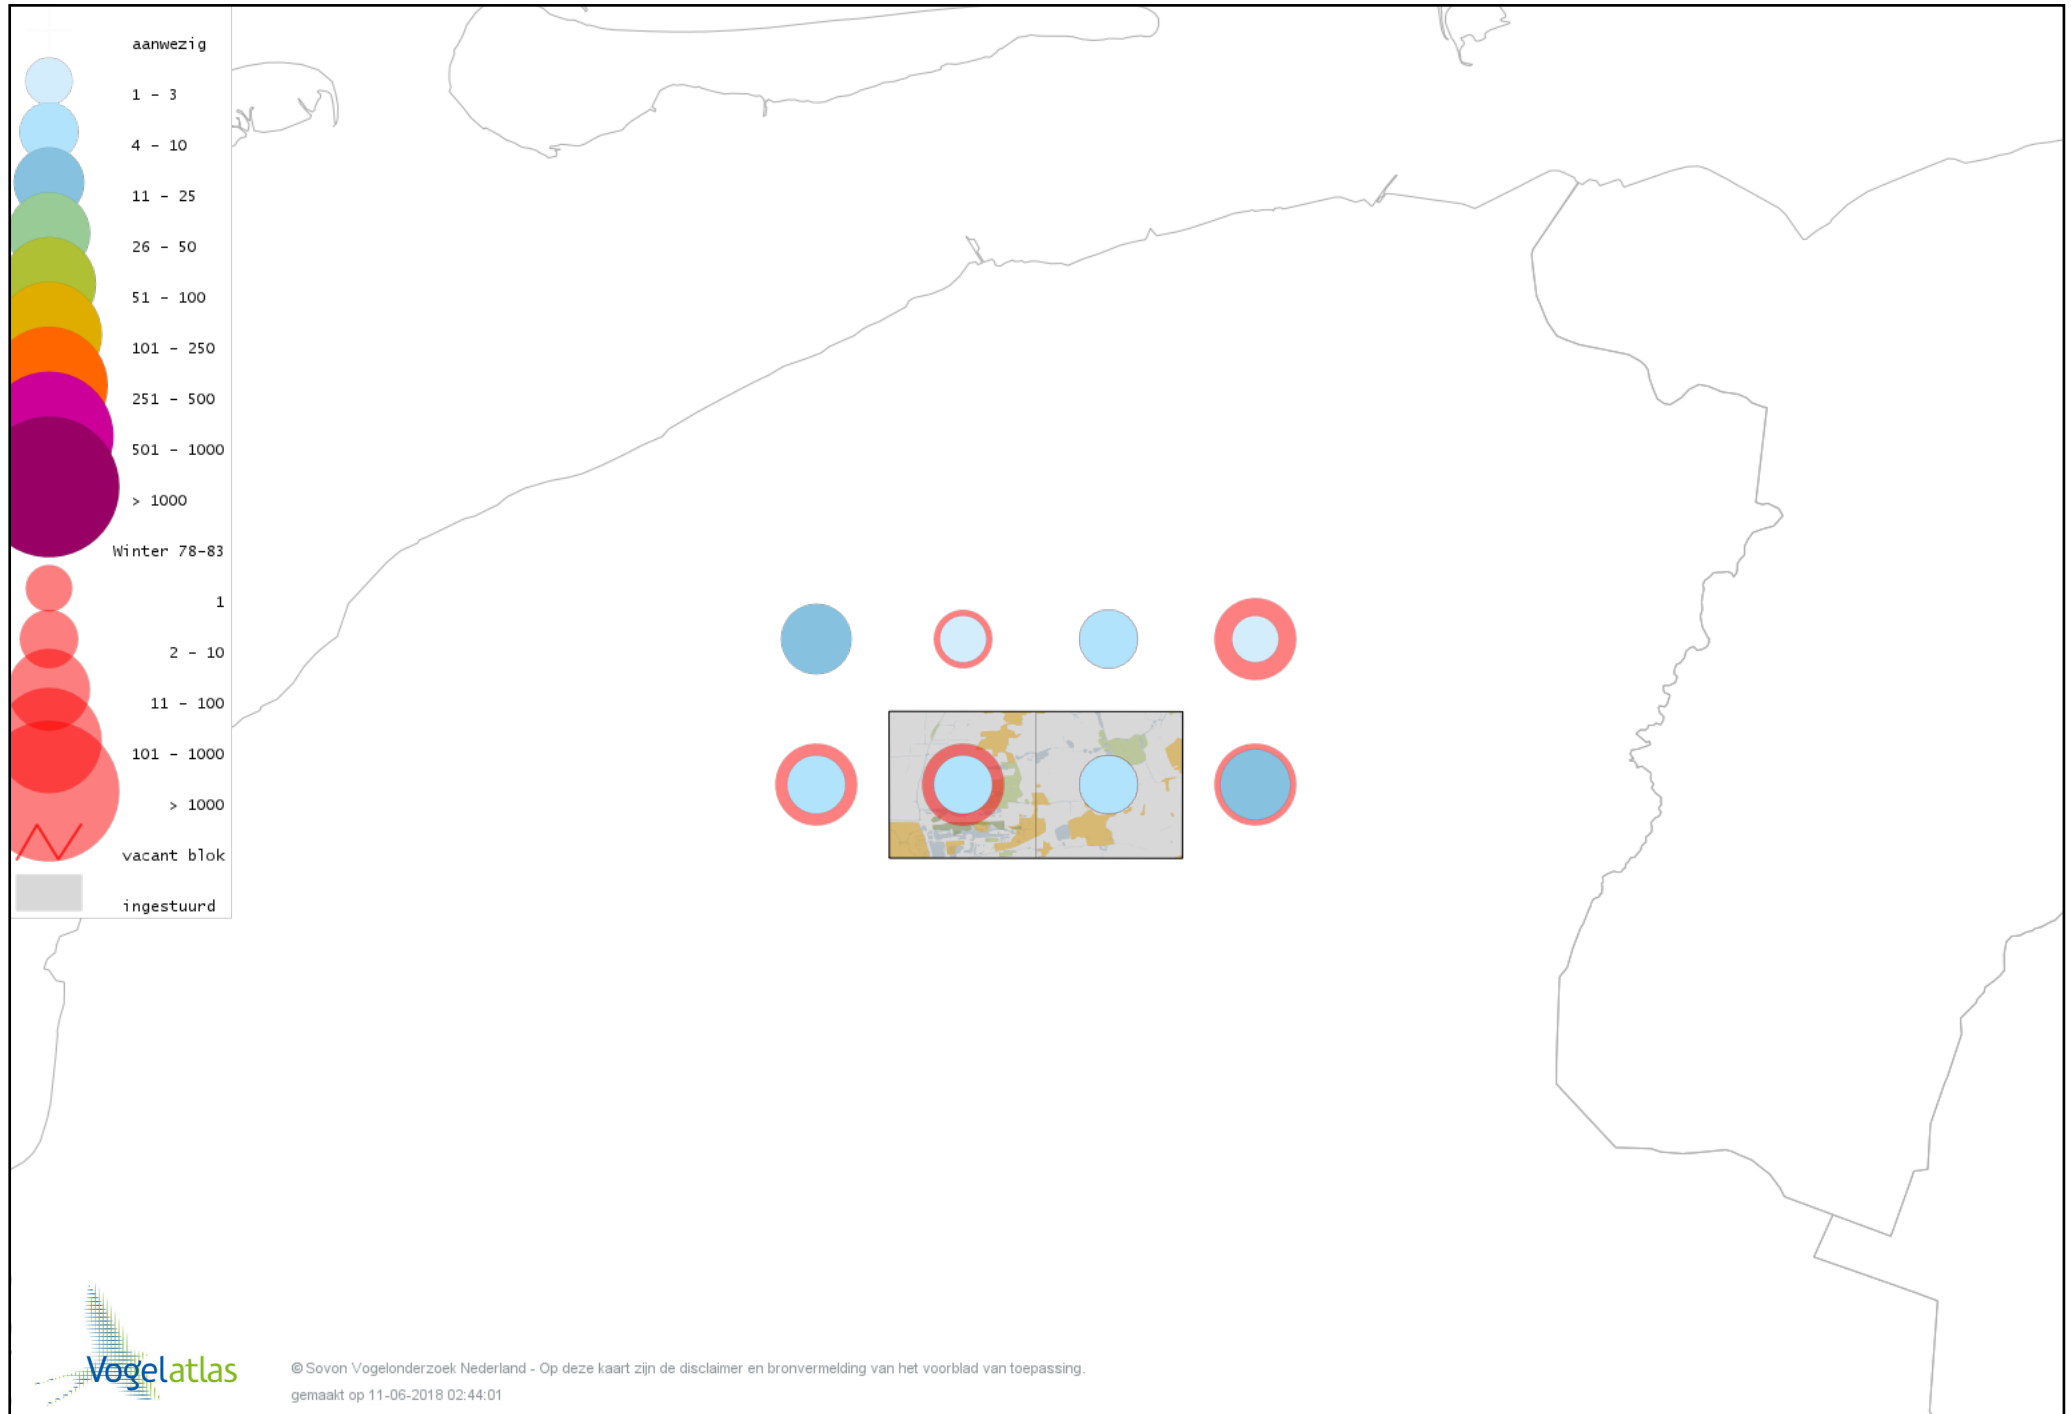 aanwezig
1 - 3
4 - 10
11 - 25
26 - 50
51 - 100
101 - 250
251 - 500
501 - 1000
> 1000
Winter 78-83
1
2 - 10
11 - 100
101 - 1000
> 1000
vacant blok
ingestuurd
Vogelatlas
© Sovon Vogelonderzoek Nederland - Op deze kaart zijn de disclaimer en bronvermelding van het voorblad van toepassing.
gemaakt op 11-06-2018 02:44:01